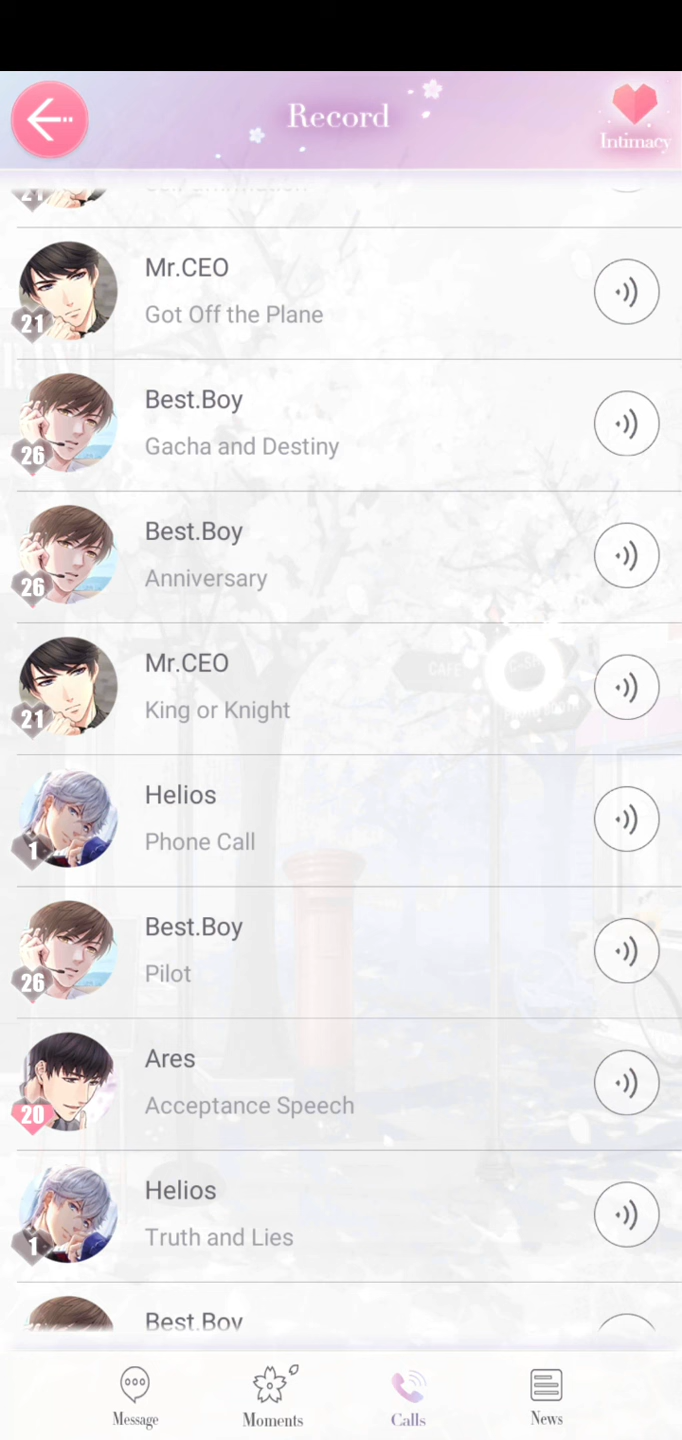 Record
Intimacy
21
Mr.CEO
21
Got Off the Plane
Best.Boy
26
Gacha and Destiny
Best.Boy
26
Anniversary
Mr.CEO
CAFE
21
King or Knight
Helios
1
Phone Call
Best.Boy
26
Pilot
Ares
20
Acceptance Speech
Helios
1
Truth and Lies
Best.Boy
Message
Moments
Calls
News